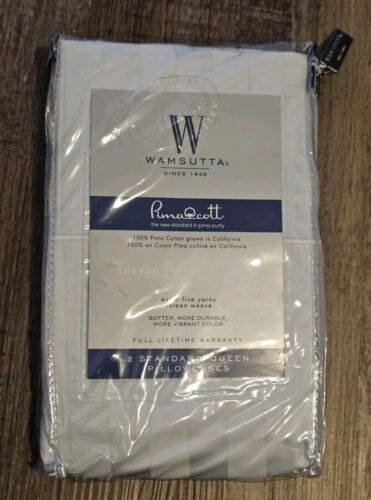 W
WAMSUTTA®
SINCE 1846
Pimacott
the new standard in pima purity
100% Pima Cotton grown in California
100% en Coton Pima cultivé en Californie
THREAD
extra fine yarns
sateen weave
SOFTER, MORE DURABLE,
MORE VIBRANT COLOR
FULL LIFETIME WARRANTY
2 STANDARD/QUEEN
PILLOWCASES